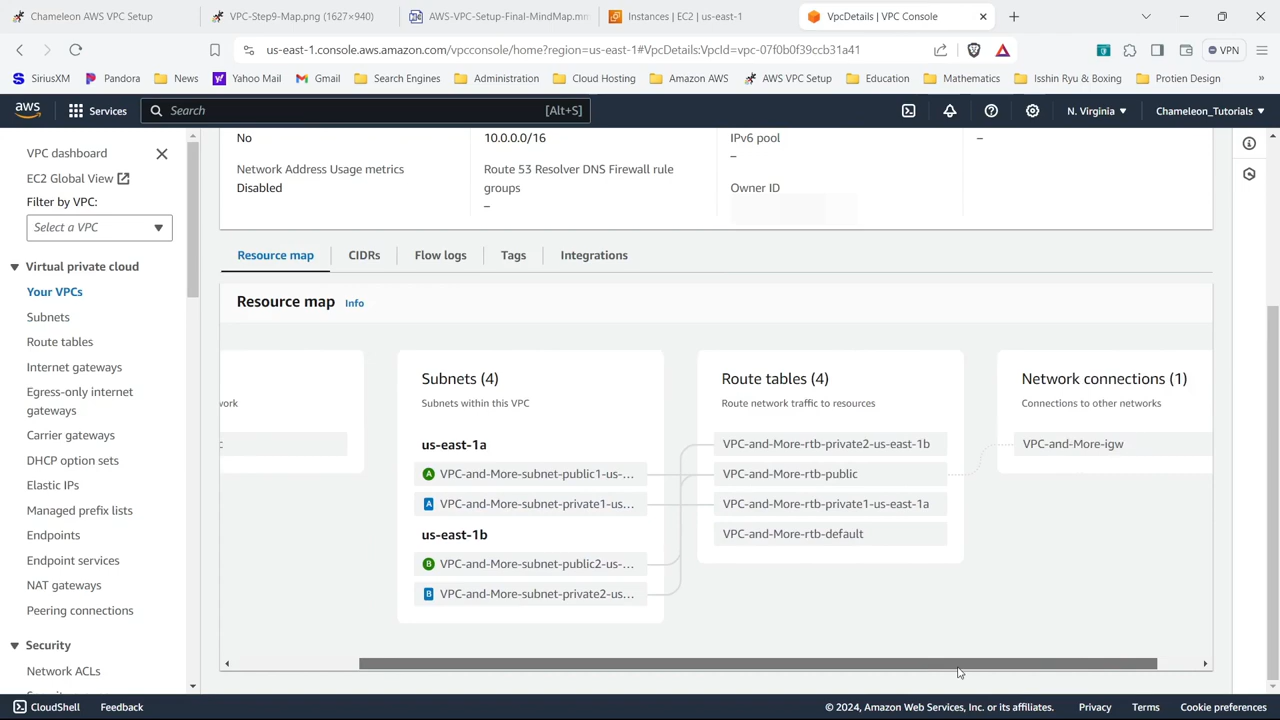 Chameleon AWS VPC Setup
VPC-Step9-Map.png (1627×940)
AWS-VPC-Setup-Final-MindMap.mn
Instances | EC2 | us-east-1
VpcDetails | VPC Console
us-east-1.console.aws.amazon.com/vpcconsole/home?region=us-east-1#VpcDetails:VpcId=vpc-07f0b0f39ccb31a41
VPN
SiriusXM
Pandora
News
Yahoo Mail
Gmail
Search Engines
Administration
Cloud Hosting
Amazon AWS
AWS VPC Setup
Education
Mathematics
Isshin Ryu & Boxing
Protien Design
»
aws
Services
Search
[Alt+S]
N. Virginia
Chameleon_Tutorials
VPC dashboard
EC2 Global View
Filter by VPC:
Select a VPC
Virtual private cloud
Your VPCs
Subnets
Route tables
Internet gateways
Egress-only internet
gateways
Carrier gateways
DHCP option sets
Elastic IPs
Managed prefix lists
Endpoints
Endpoint services
NAT gateways
Peering connections
Security
Network ACLs
No
10.0.0.0/16
IPv6 pool
–
–
Network Address Usage metrics
Disabled
Route 53 Resolver DNS Firewall rule
groups
–
Owner ID
Resource map
CIDRs
Flow logs
Tags
Integrations
Resource map Info
Subnets (4)
Subnets within this VPC
us-east-1a
A VPC-and-More-subnet-public1-us-...
A VPC-and-More-subnet-private1-us...
us-east-1b
B VPC-and-More-subnet-public2-us-...
B VPC-and-More-subnet-private2-us...
Route tables (4)
Route network traffic to resources
VPC-and-More-rtb-private2-us-east-1b
VPC-and-More-rtb-public
VPC-and-More-rtb-private1-us-east-1a
VPC-and-More-rtb-default
Network connections (1)
Connections to other networks
VPC-and-More-igw
CloudShell
Feedback
© 2024, Amazon Web Services, Inc. or its affiliates.
Privacy
Terms
Cookie preferences